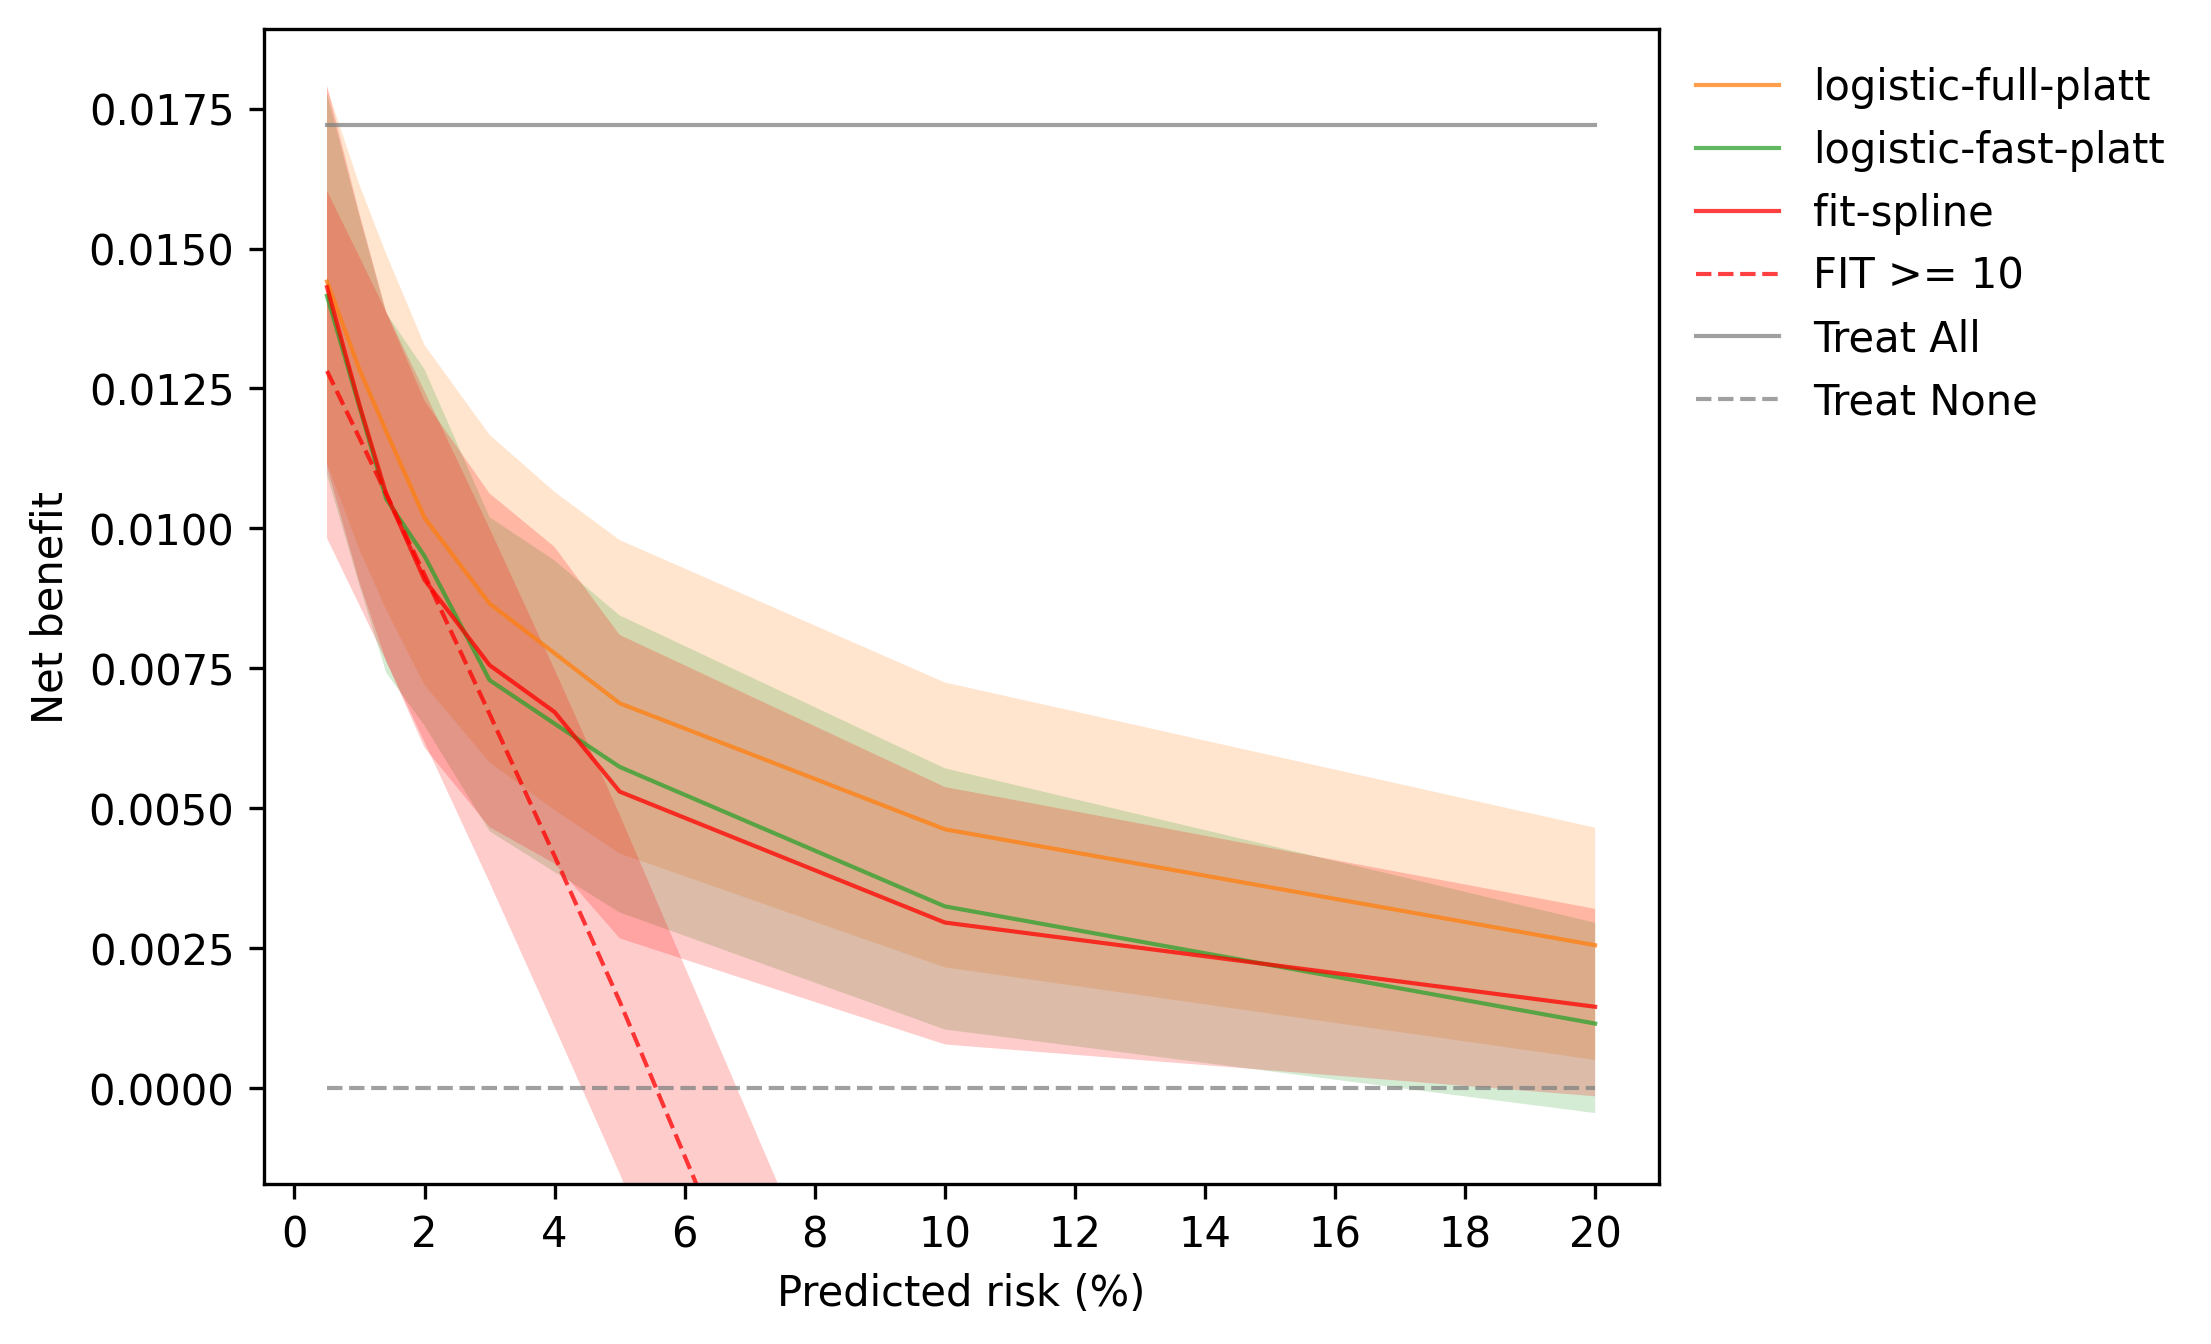 0.0175
0.0150
0.0125
0.0100
0.0075
0.0050
0.0025
0.0000
Net benefit
0 2 4 6 8 10 12 14 16 18 20
Predicted risk (%)
logistic-full-platt
logistic-fast-platt
fit-spline
FIT >= 10
Treat All
Treat None